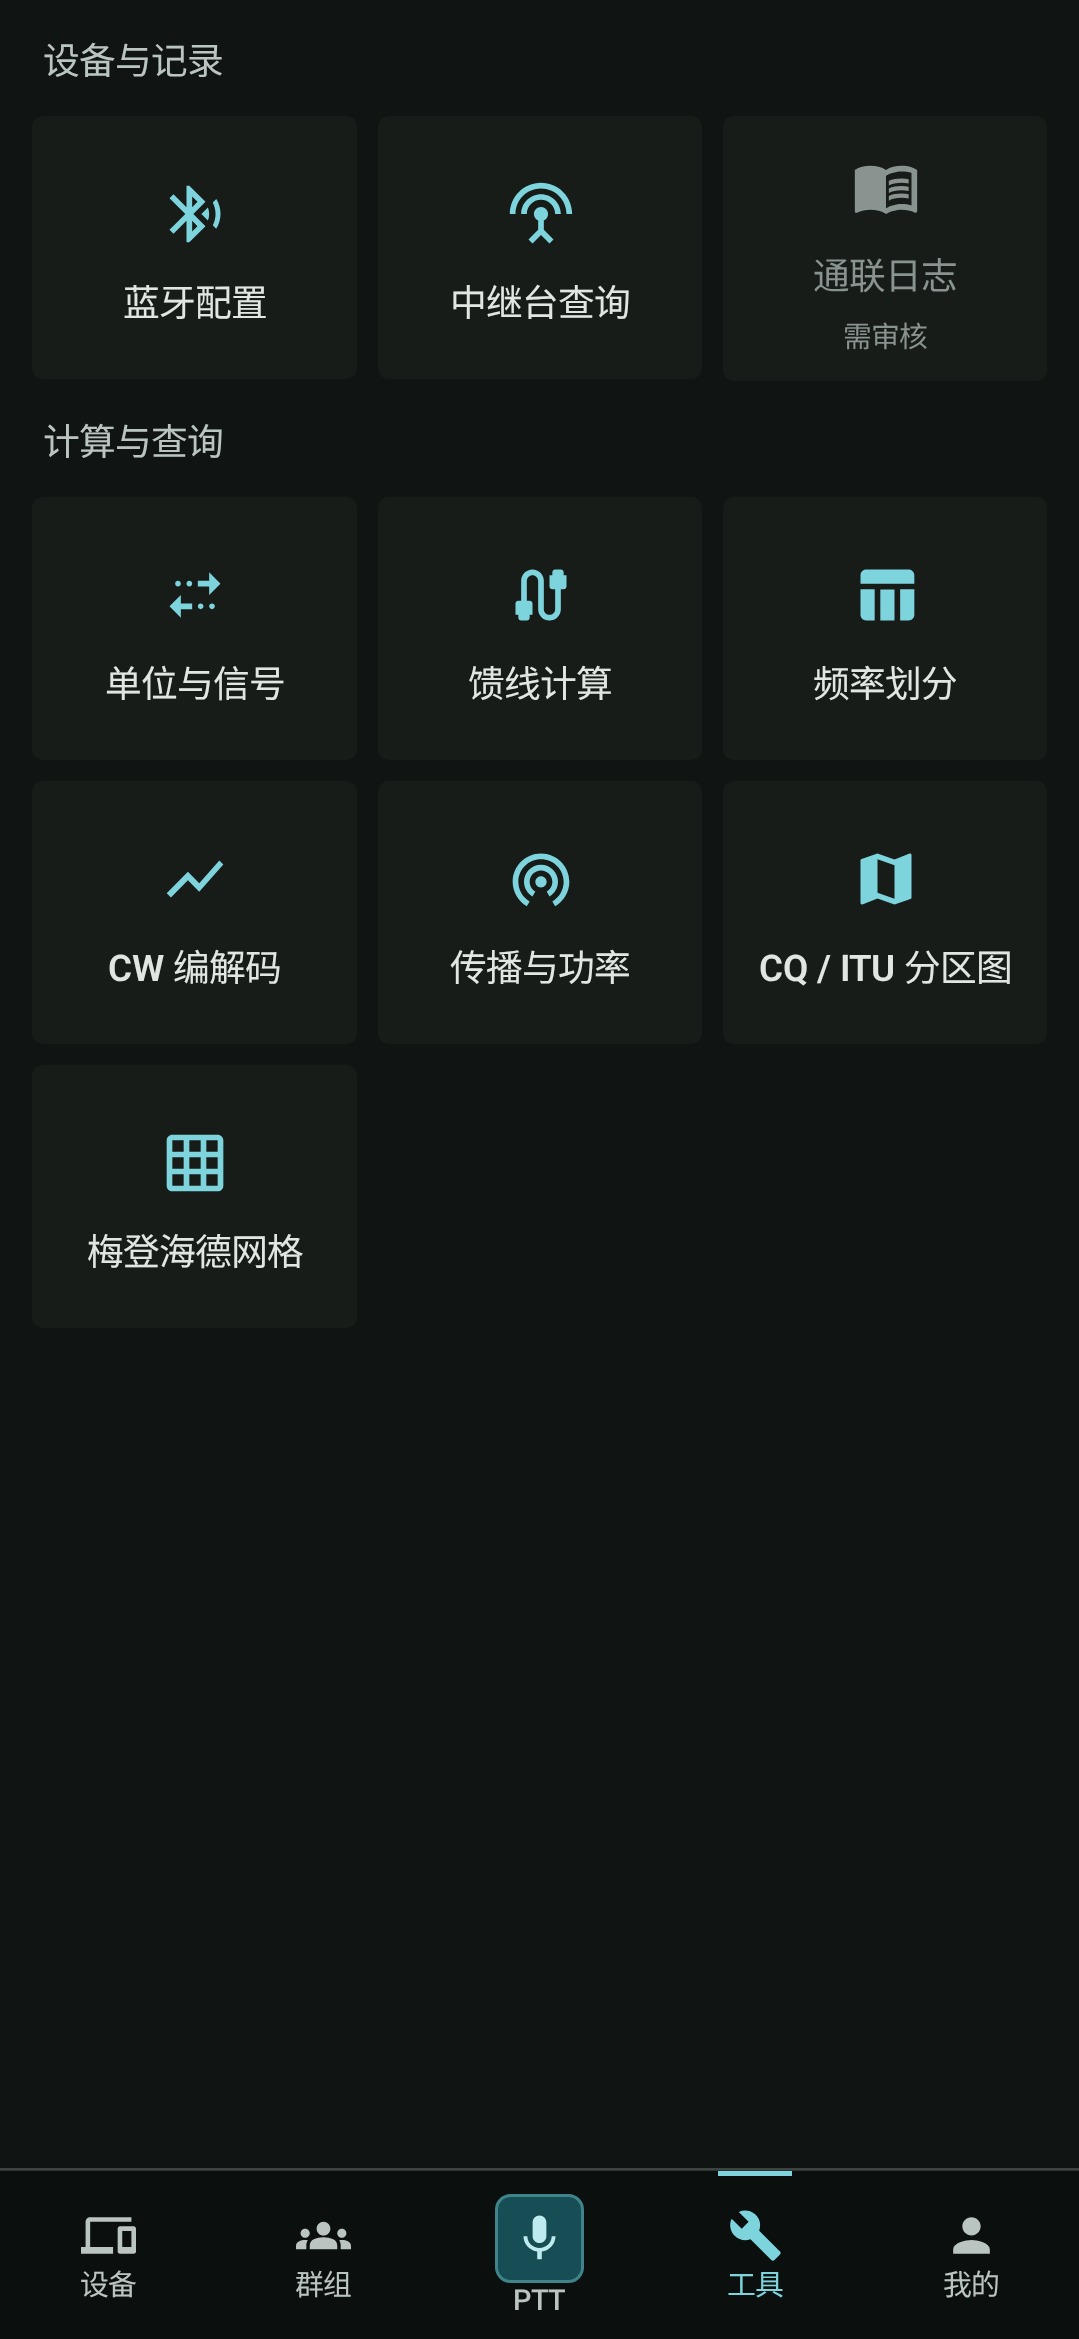 设备与记录
蓝牙配置
中继台查询
通联日志
需审核
计算与查询
单位与信号
馈线计算
频率划分
CW 编解码
传播与功率
CQ / ITU 分区图
梅登海德网格
设备
群组
PTT
工具
我的